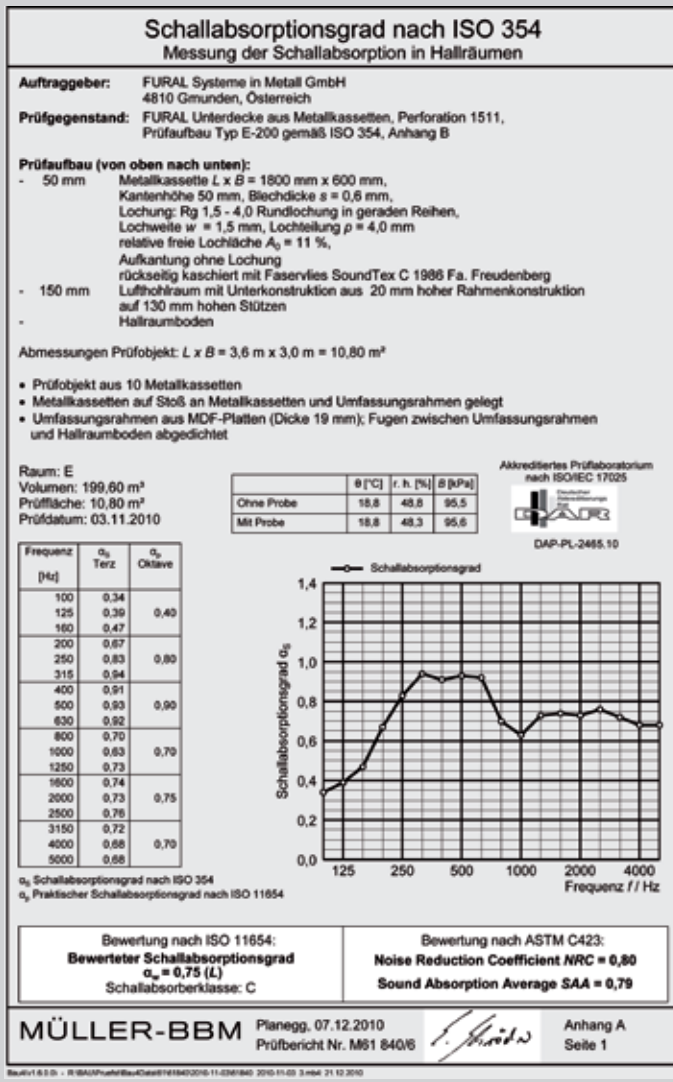 Schallabsorptionsgrad nach ISO 354
Messung der Schallabsorption in Hallräumen
Auftraggeber: FURAL Systeme in Metall GmbH
4810 Gmunden, Österreich
Prüfgegenstand: FURAL Unterdecke aus Metallkassetten, Perforation 1511,
Prüfaufbau Typ E-200 gemäß ISO 354, Anhang B
Prüfaufbau (von oben nach unten):
- 50 mm Metallkassette L x B = 1800 mm x 600 mm,
Kantenhöhe 50 mm, Blechdicke s = 0,6 mm,
Lochung: Rg 1,5 - 4,0 Rundlochung in geraden Reihen,
Lochweite w = 1,5 mm, Lochteilung p = 4,0 mm
relative freie Lochläche A₀ = 11 %,
Aufkantung ohne Lochung
rückseitig kaschiert mit Faservlies SoundTex C 1986 Fa. Freudenberg
- 150 mm Lufthohlraum mit Unterkonstruktion aus 20 mm hoher Rahmenkonstruktion
auf 130 mm hohen Stützen
- Hallraumboden
Abmessungen Prüfobjekt: L x B = 3,6 m x 3,0 m = 10,80 m²
• Prüfobjekt aus 10 Metallkassetten
• Metallkassetten auf Stoß an Metallkassetten und Umfassungsrahmen gelegt
• Umfassungsrahmen aus MDF-Platten (Dicke 19 mm); Fugen zwischen Umfassungsrahmen
und Hallraumboden abgedichtet
Raum: E
Volumen: 199,60 m³
Prüffläche: 10,80 m²
Prüfdatum: 03.11.2010
θ [°C] r. h. [%] B [kPa]
Ohne Probe 18,8 48,8 95,5
Mit Probe 18,8 48,3 95,6
Akkreditiertes Prüflaboratorium
nach ISO/IEC 17025
DAR
DAP-PL-2465.10
Frequenz αS αp
[Hz] Terz Oktave
100 0,34
125 0,39 0,40
160 0,47
200 0,67
250 0,83 0,80
315 0,94
400 0,91
500 0,93 0,90
630 0,92
800 0,70
1000 0,63 0,70
1250 0,73
1600 0,74
2000 0,73 0,75
2500 0,76
3150 0,72
4000 0,68 0,70
5000 0,68
αS Schallabsorptionsgrad nach ISO 354
αp Praktischer Schallabsorptionsgrad nach ISO 11654
Schallabsorptionsgrad
Schallabsorptionsgrad αS
1,4
1,2
1,0
0,8
0,6
0,4
0,2
0,0
125 250 500 1000 2000 4000
Frequenz f / Hz
Bewertung nach ISO 11654:
Bewerteter Schallabsorptionsgrad
αw = 0,75 (L)
Schallabsorberklasse: C
Bewertung nach ASTM C423:
Noise Reduction Coefficient NRC = 0,80
Sound Absorption Average SAA = 0,79
MÜLLER-BBM
Planegg, 07.12.2010
Prüfbericht Nr. M61 840/6
Anhang A
Seite 1